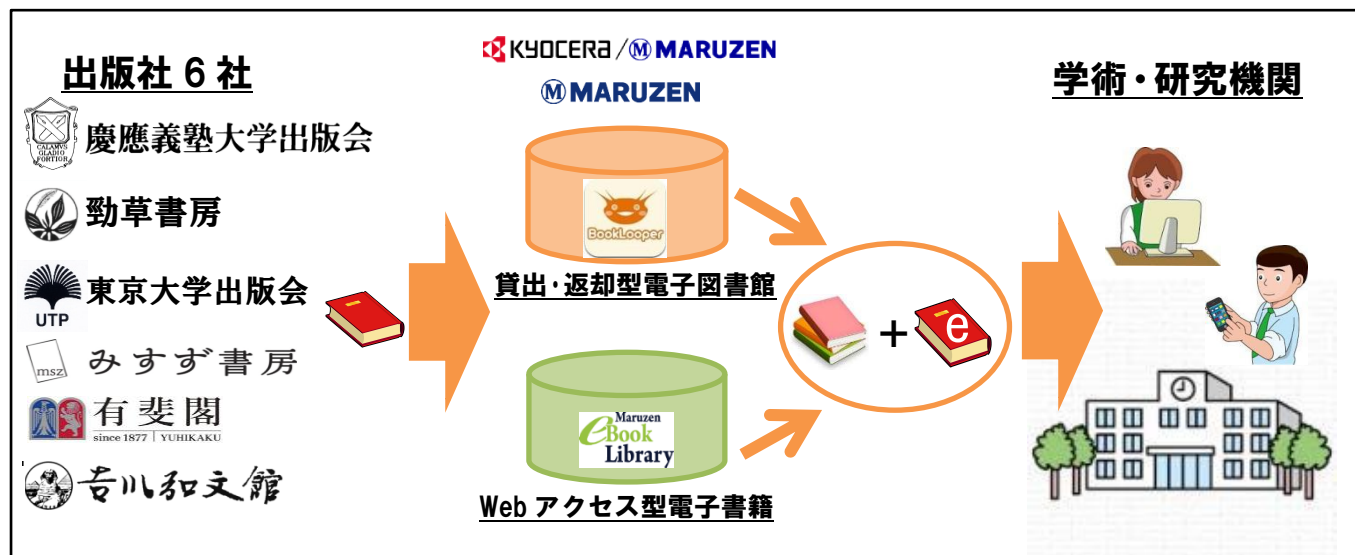 出版社6社
CALAMVS
GLADIO
FORTIOR
慶應義塾大学出版会
勁草書房
UTP
東京大学出版会
msz
みすず書房
有斐閣
since 1877 | YUHIKAKU
吉川弘文館
KYOCERA/M MARUZEN
M MARUZEN
BookLooper
貸出・返却型電子図書館
Maruzen
eBook
Library
Web アクセス型電子書籍
+
e
学術・研究機関